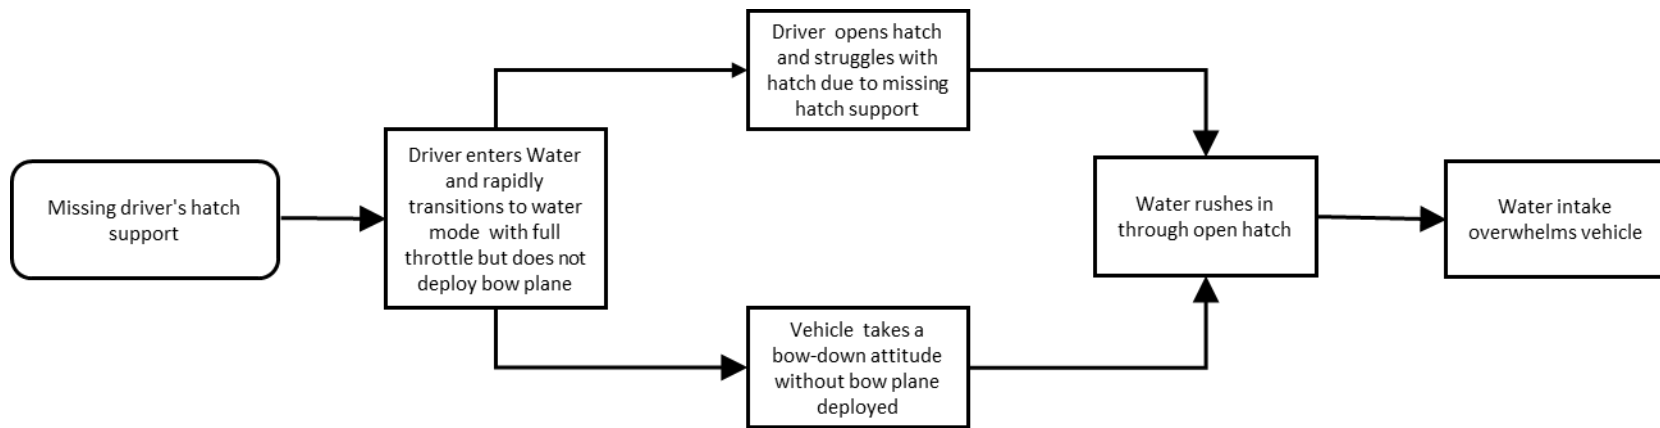 Missing driver's hatch
support
Driver enters Water
and rapidly
transitions to water
mode with full
throttle but does not
deploy bow plane
Driver opens hatch
and struggles with
hatch due to missing
hatch support
Vehicle takes a
bow-down attitude
without bow plane
deployed
Water rushes in
through open hatch
Water intake
overwhelms vehicle